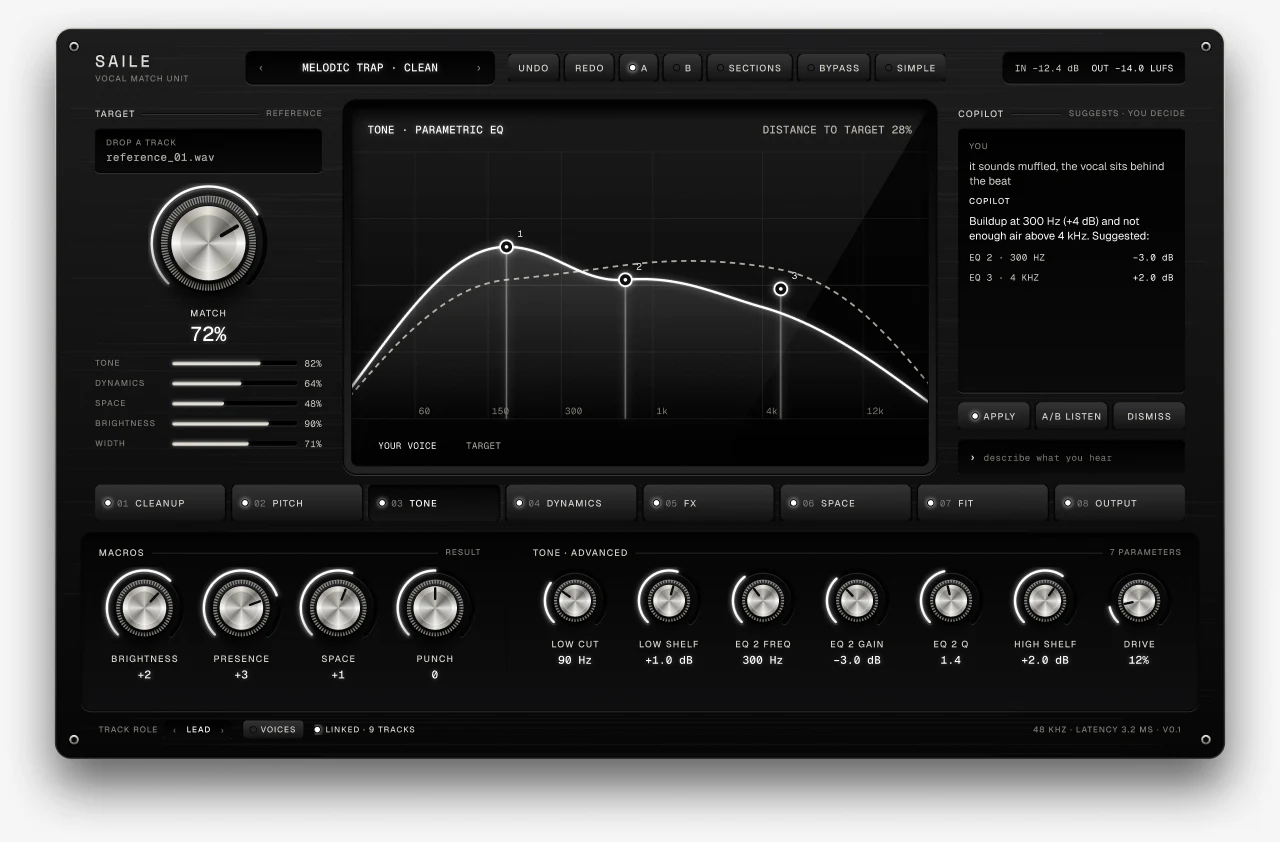 SAILE
VOCAL MATCH UNIT
‹ MELODIC TRAP · CLEAN ›
UNDO
REDO
A
B
SECTIONS
BYPASS
SIMPLE
IN −12.4 dB OUT −14.0 LUFS
TARGET
REFERENCE
DROP A TRACK
reference_01.wav
MATCH
72%
TONE 82%
DYNAMICS 64%
SPACE 48%
BRIGHTNESS 90%
WIDTH 71%
TONE · PARAMETRIC EQ
DISTANCE TO TARGET 28%
1
2
3
60 150 300 1k 4k 12k
YOUR VOICE TARGET
COPILOT
SUGGESTS · YOU DECIDE
YOU
it sounds muffled, the vocal sits behind
the beat
COPILOT
Buildup at 300 Hz (+4 dB) and not
enough air above 4 kHz. Suggested:
EQ 2 · 300 HZ −3.0 dB
EQ 3 · 4 KHZ +2.0 dB
APPLY
A/B LISTEN
DISMISS
› describe what you hear
01 CLEANUP
02 PITCH
03 TONE
04 DYNAMICS
05 FX
06 SPACE
07 FIT
08 OUTPUT
MACROS
RESULT
BRIGHTNESS
+2
PRESENCE
+3
SPACE
+1
PUNCH
0
TONE · ADVANCED
7 PARAMETERS
LOW CUT
90 Hz
LOW SHELF
+1.0 dB
EQ 2 FREQ
300 Hz
EQ 2 GAIN
−3.0 dB
EQ 2 Q
1.4
HIGH SHELF
+2.0 dB
DRIVE
12%
TRACK ROLE ‹ LEAD ›
VOICES
LINKED · 9 TRACKS
48 KHZ · LATENCY 3.2 MS · V0.1